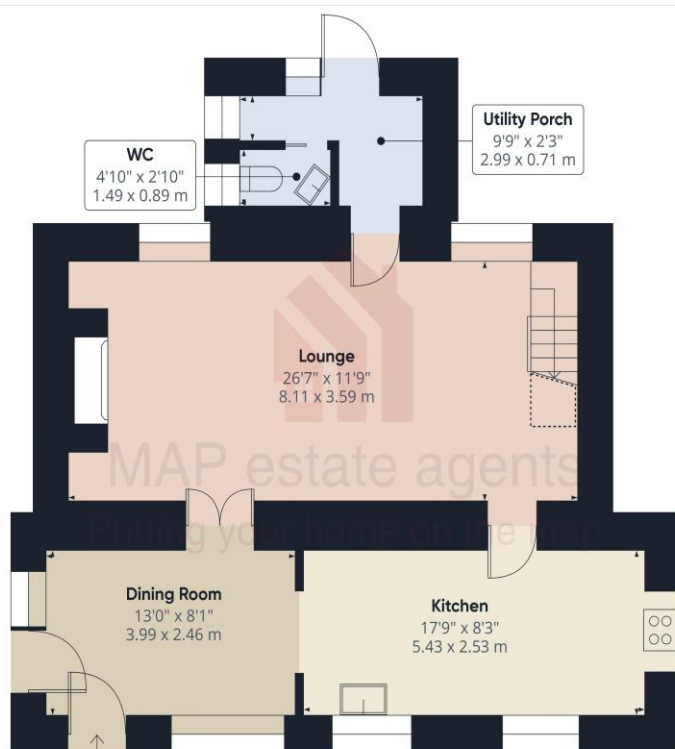 Utility Porch
9'9" x 2'3"
2.99 x 0.71 m
WC
4'10" x 2'10"
1.49 x 0.89 m
Lounge
26'7" x 11'9"
8.11 x 3.59 m
MAP estate agents
Putting your home on the map
Dining Room
13'0" x 8'1"
3.99 x 2.46 m
Kitchen
17'9" x 8'3"
5.43 x 2.53 m